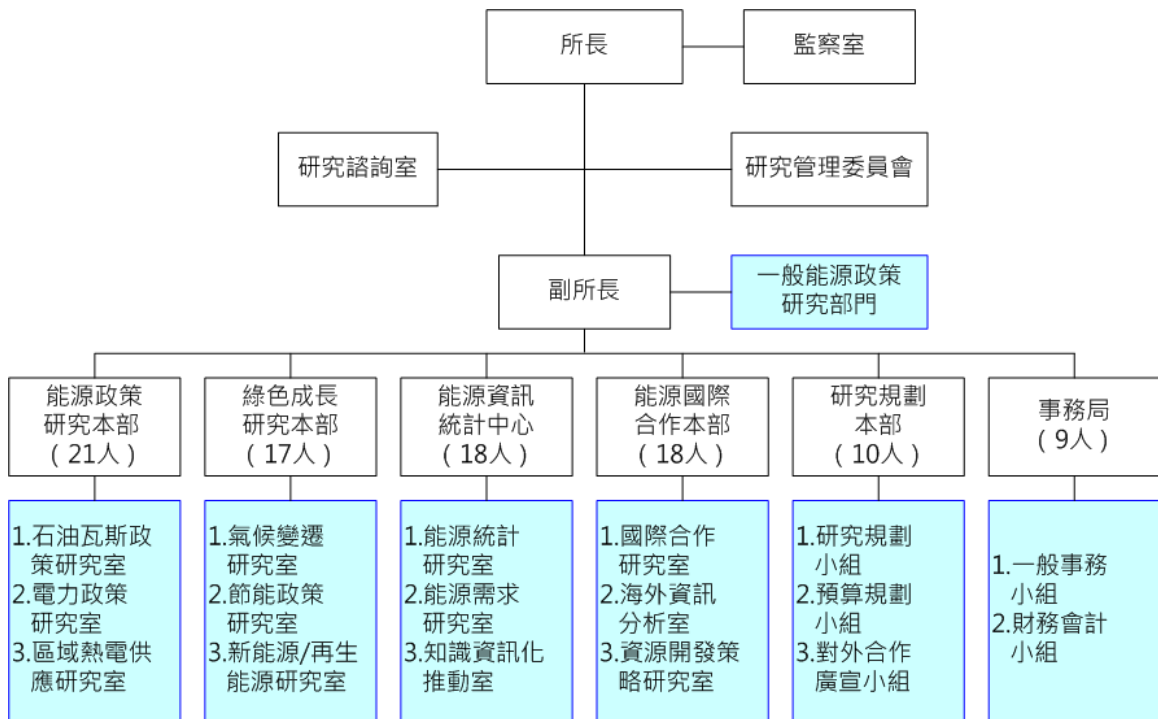 所長
監察室
研究諮詢室
研究管理委員會
副所長
一般能源政策
研究部門
能源政策
研究本部
（21人）
綠色成長
研究本部
（17人）
能源資訊
統計中心
（18人）
能源國際
合作本部
（18人）
研究規劃
本部
（10人）
事務局
（9人）
1.石油瓦斯政
策研究室
2.電力政策
研究室
3.區域熱電供
應研究室
1.氣候變遷
研究室
2.節能政策
研究室
3.新能源/再生
能源研究室
1.能源統計
研究室
2.能源需求
研究室
3.知識資訊化
推動室
1.國際合作
研究室
2.海外資訊
分析室
3.資源開發策
略研究室
1.研究規劃
小組
2.預算規劃
小組
3.對外合作
廣宣小組
1.一般事務
小組
2.財務會計
小組